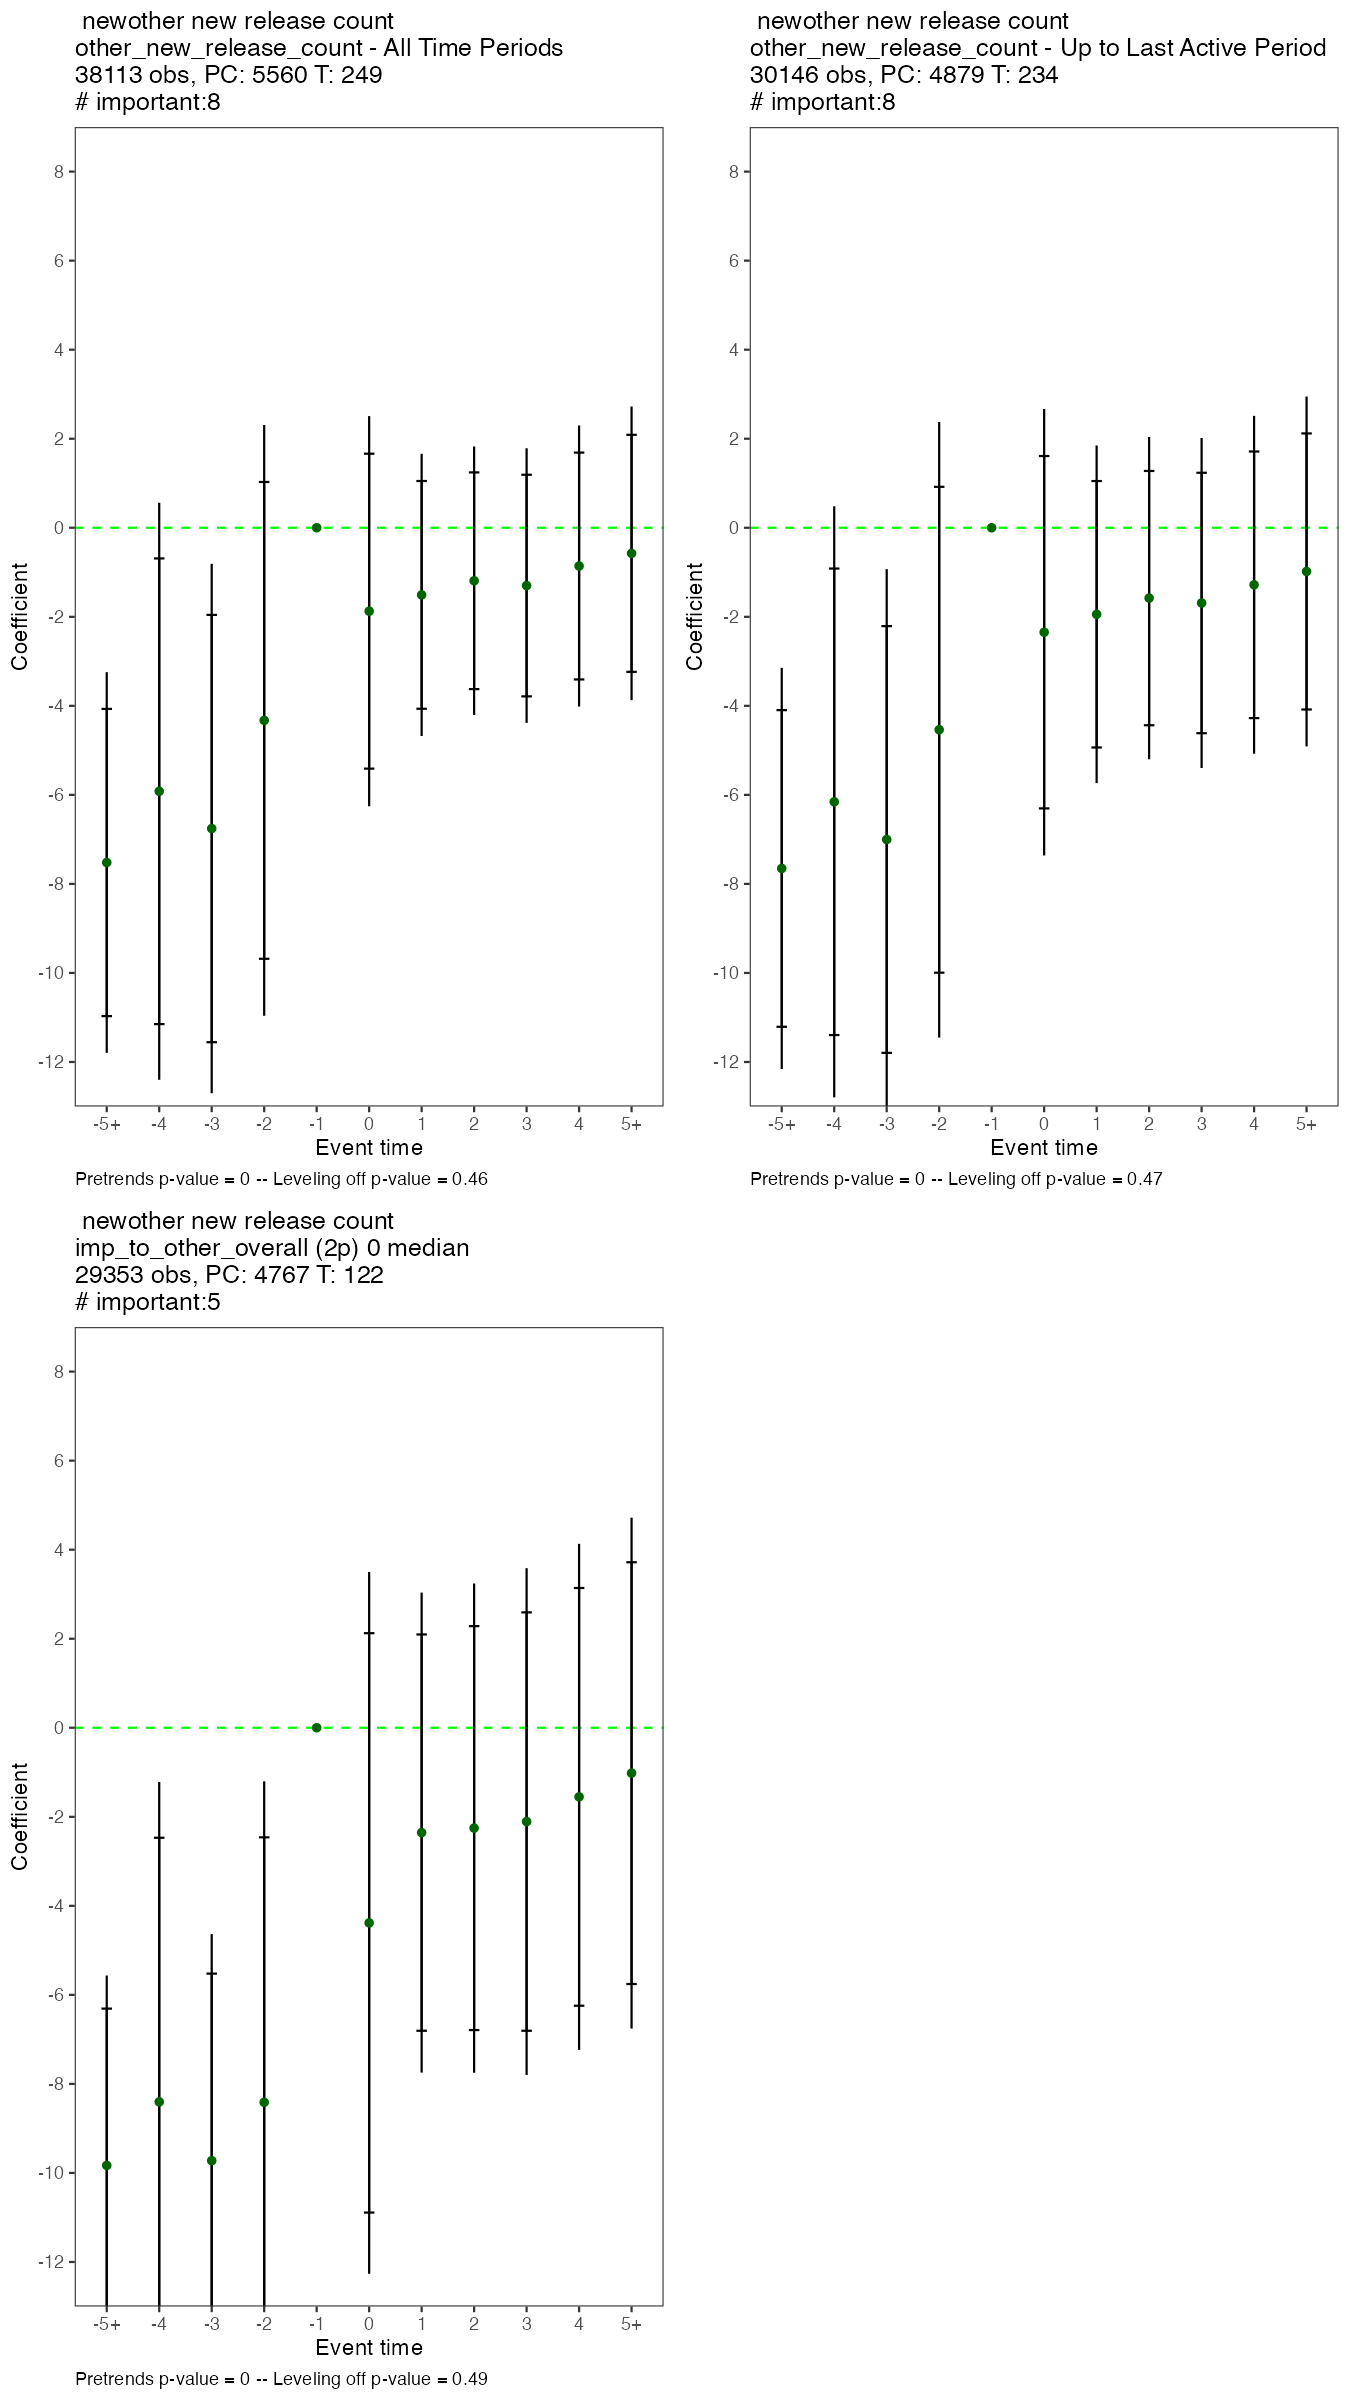 newother new release count
other_new_release_count - All Time Periods
38113 obs, PC: 5560 T: 249
# important:8
8
6
4
2
0
-2
-4
-6
-8
-10
-12
Coefficient
-5+ -4 -3 -2 -1 0 1 2 3 4 5+
Event time
Pretrends p-value = 0 -- Leveling off p-value = 0.46
newother new release count
other_new_release_count - Up to Last Active Period
30146 obs, PC: 4879 T: 234
# important:8
8
6
4
2
0
-2
-4
-6
-8
-10
-12
Coefficient
-5+ -4 -3 -2 -1 0 1 2 3 4 5+
Event time
Pretrends p-value = 0 -- Leveling off p-value = 0.47
newother new release count
imp_to_other_overall (2p) 0 median
29353 obs, PC: 4767 T: 122
# important:5
8
6
4
2
0
-2
-4
-6
-8
-10
-12
Coefficient
-5+ -4 -3 -2 -1 0 1 2 3 4 5+
Event time
Pretrends p-value = 0 -- Leveling off p-value = 0.49